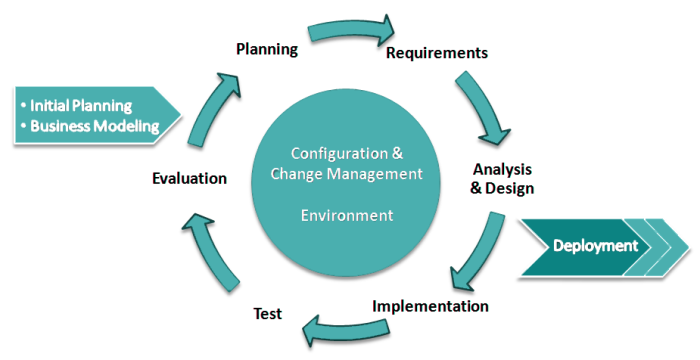 Planning
Requirements
• Initial Planning
• Business Modeling
Configuration &
Change Management
Environment
Evaluation
Analysis
& Design
Deployment
Test
Implementation